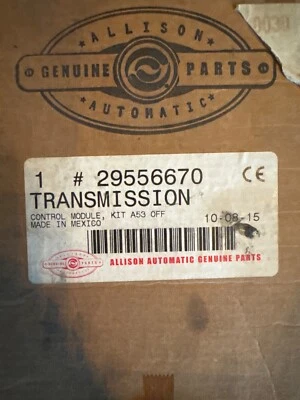 ALLISON
GENUINE PARTS
AUTOMATIC
1 # 29556670 CE
TRANSMISSION
CONTROL MODULE, KIT A53 OFF 10-08-15
MADE IN MEXICO
ALLISON AUTOMATIC GENUINE PARTS